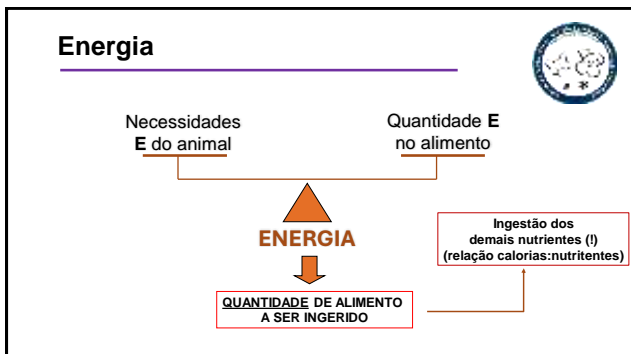 Energia
Necessidades
E do animal
Quantidade E
no alimento
ENERGIA
Ingestão dos
demais nutrientes (!)
(relação calorias:nutritentes)
QUANTIDADE DE ALIMENTO
A SER INGERIDO